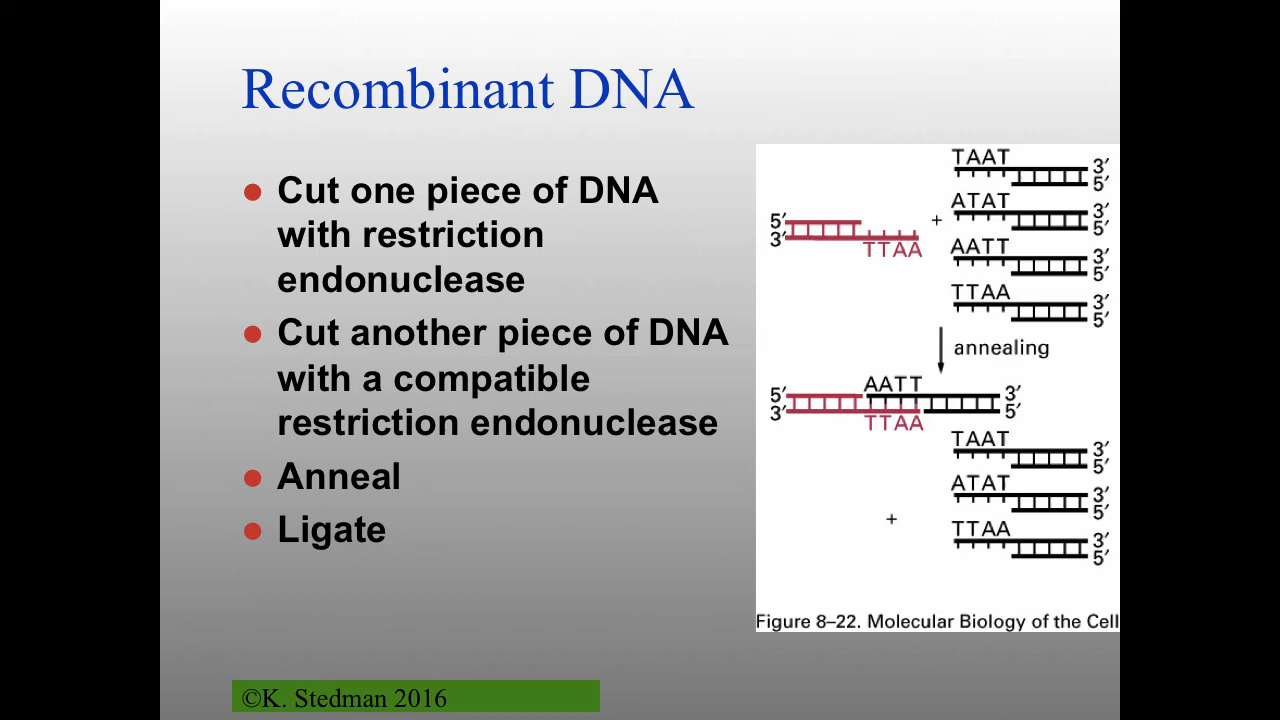 Recombinant DNA
Cut one piece of DNA
with restriction
endonuclease
Cut another piece of DNA
with a compatible
restriction endonuclease
Anneal
Ligate
TAAT
3′
5′
ATAT
3′
5′
5′
3′
TTAA
+
AATT
3′
5′
TTAA
3′
5′
annealing
AATT
5′
3′
3′
5′
TTAA
TAAT
3′
5′
ATAT
3′
5′
+
TTAA
3′
5′
Figure 8–22. Molecular Biology of the Cell
©K. Stedman 2016